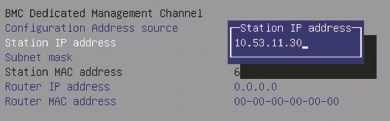 BMC Dedicated Management Channel
Configuration Address source
Station IP address
Station IP address
10.53.11.30_
Subnet mask
Station MAC address 6
Router IP address 0.0.0.0
Router MAC address 00-00-00-00-00-00